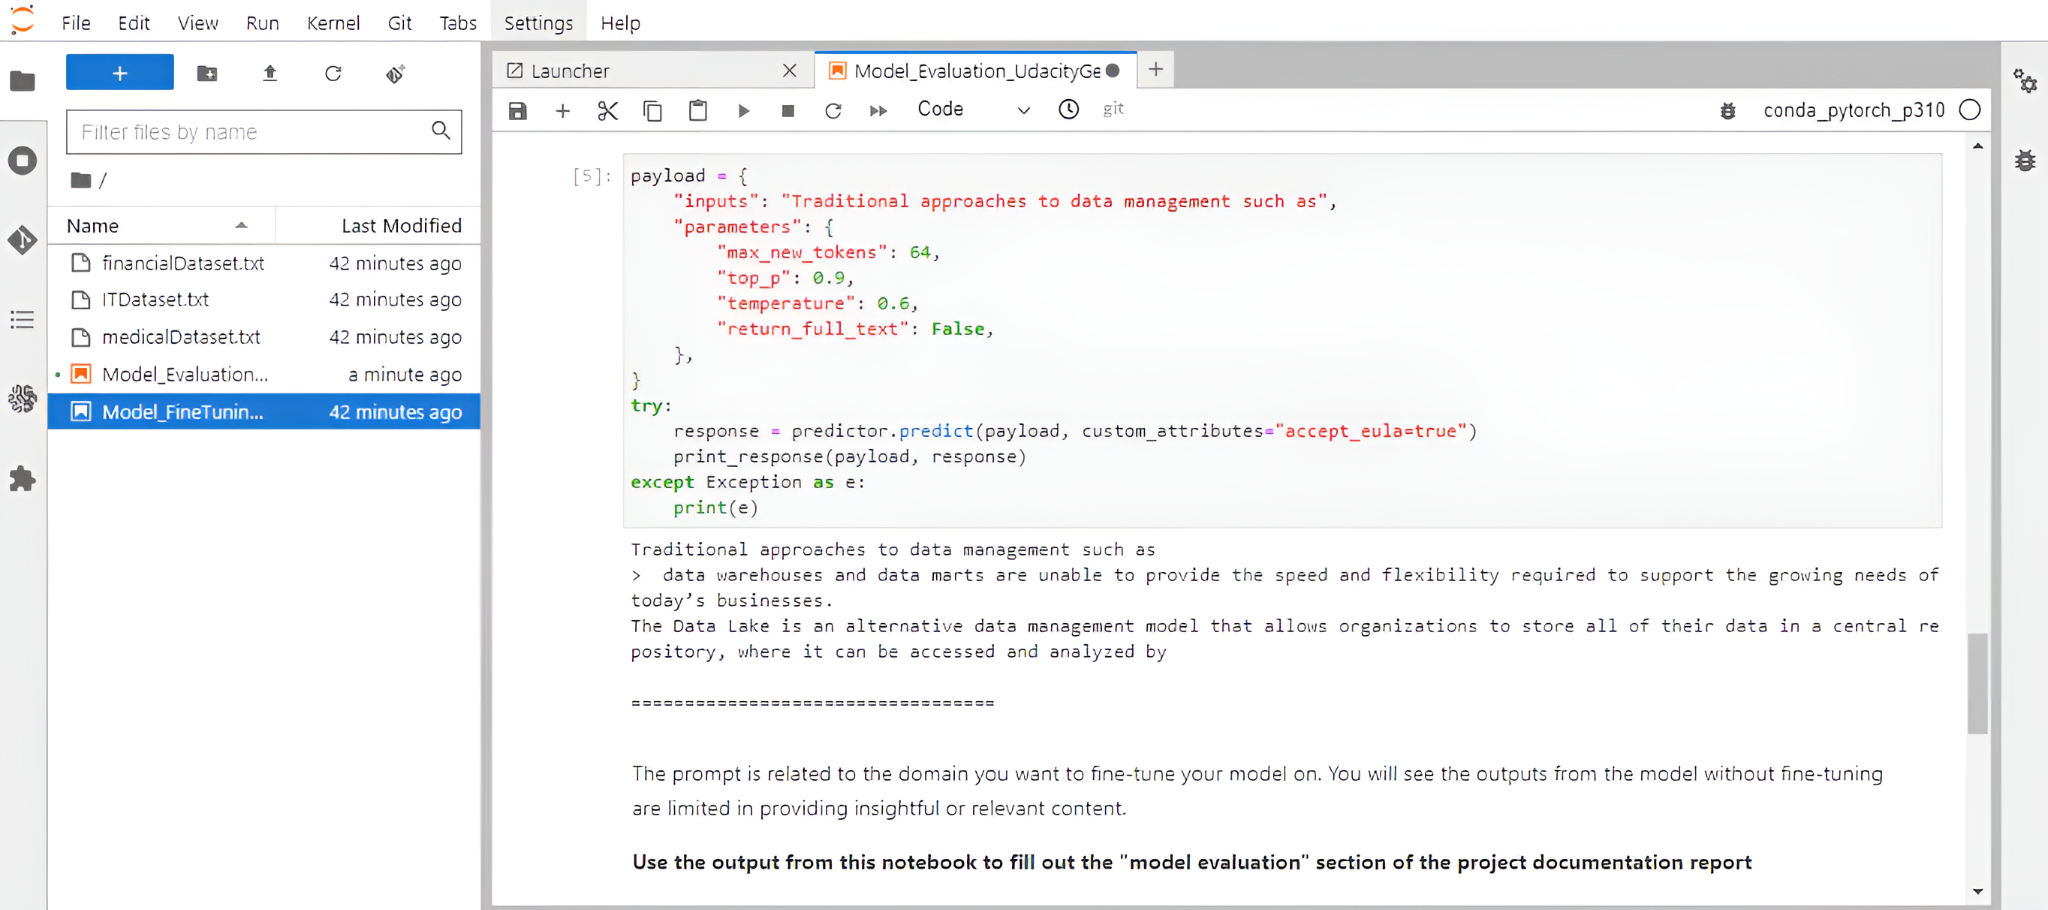 File Edit View Run Kernel Git Tabs Settings Help
+
Filter files by name
/
Name Last Modified
financialDataset.txt 42 minutes ago
ITDataset.txt 42 minutes ago
medicalDataset.txt 42 minutes ago
Model_Evaluation... a minute ago
Model_FineTunin... 42 minutes ago
Launcher Model_Evaluation_UdacityGe
Code git conda_pytorch_p310
[5]: payload = {
    "inputs": "Traditional approaches to data management such as",
    "parameters": {
        "max_new_tokens": 64,
        "top_p": 0.9,
        "temperature": 0.6,
        "return_full_text": False,
    },
}
try:
    response = predictor.predict(payload, custom_attributes="accept_eula=true")
    print_response(payload, response)
except Exception as e:
    print(e)
Traditional approaches to data management such as
>  data warehouses and data marts are unable to provide the speed and flexibility required to support the growing needs of
today’s businesses.
The Data Lake is an alternative data management model that allows organizations to store all of their data in a central re
pository, where it can be accessed and analyzed by
==================================
The prompt is related to the domain you want to fine-tune your model on. You will see the outputs from the model without fine-tuning
are limited in providing insightful or relevant content.
Use the output from this notebook to fill out the "model evaluation" section of the project documentation report